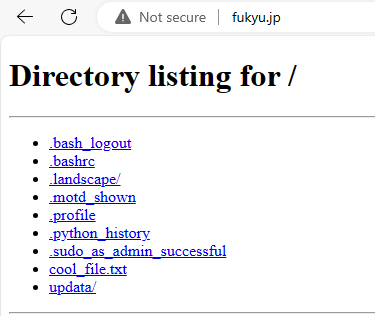 Not secure | fukyu.jp
Directory listing for /
.bash_logout
.bashrc
.landscape/
.motd_shown
.profile
.python_history
.sudo_as_admin_successful
cool_file.txt
updata/